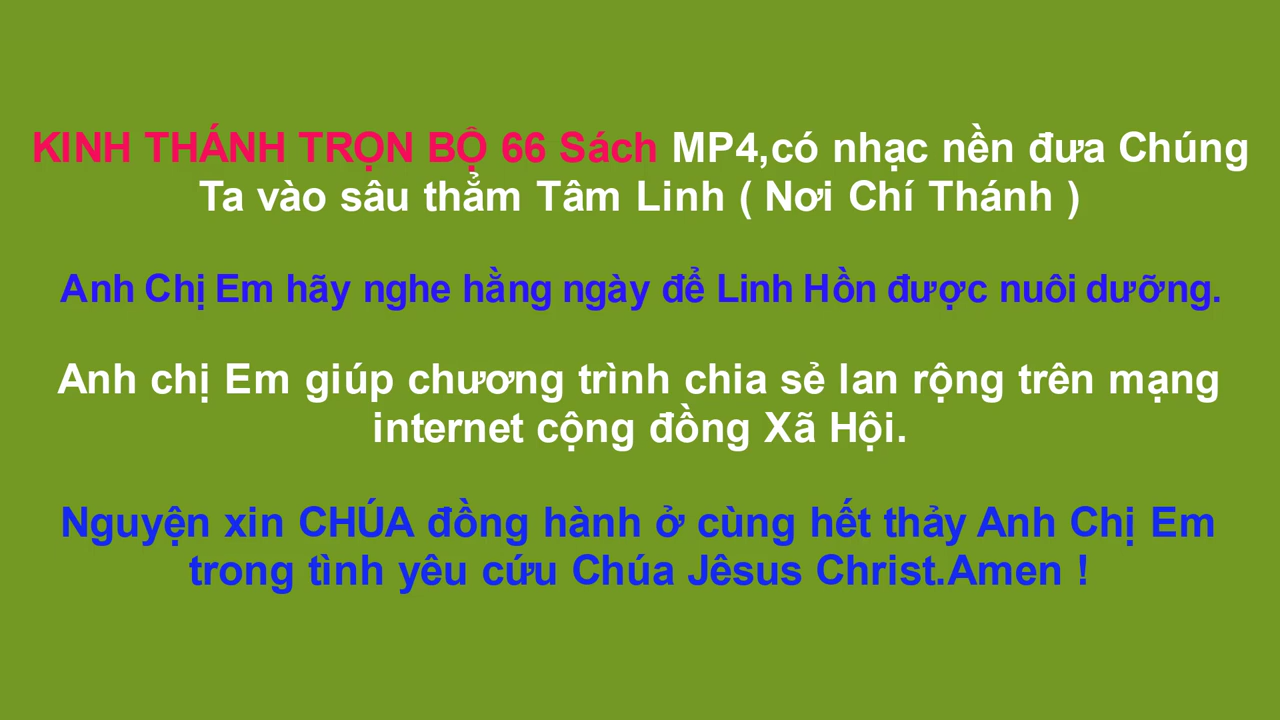 KINH THÁNH TRỌN BỘ 66 Sách MP4,có nhạc nền đưa Chúng
Ta vào sâu thẳm Tâm Linh ( Nơi Chí Thánh )
Anh Chị Em hãy nghe hằng ngày để Linh Hồn được nuôi dưỡng.
Anh chị Em giúp chương trình chia sẻ lan rộng trên mạng
internet cộng đồng Xã Hội.
Nguyện xin CHÚA đồng hành ở cùng hết thảy Anh Chị Em
trong tình yêu cứu Chúa Jêsus Christ.Amen !